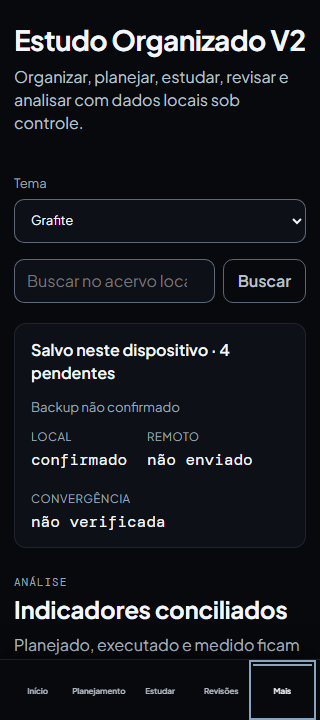 Estudo Organizado V2
Organizar, planejar, estudar, revisar e
analisar com dados locais sob
controle.
Tema
Grafite
Buscar no acervo loca
Buscar
Salvo neste dispositivo · 4
pendentes
Backup não confirmado
LOCAL
REMOTO
confirmado
não enviado
CONVERGÊNCIA
não verificada
ANÁLISE
Indicadores conciliados
Planejado, executado e medido ficam
Início
Planejamento
Estudar
Revisões
Mais